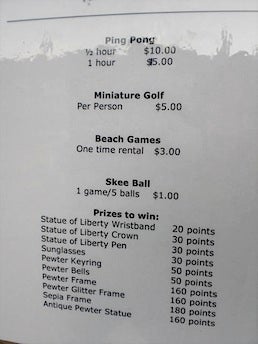 Ping Pong
½ hour $10.00
1 hour $15.00
Miniature Golf
Per Person $5.00
Beach Games
One time rental $3.00
Skee Ball
1 game/5 balls $1.00
Prizes to win:
Statue of Liberty Wristband 20 points
Statue of Liberty Crown 30 points
Statue of Liberty Pen 30 points
Sunglasses 30 points
Pewter Keyring 50 points
Pewter Bells 50 points
Pewter Frame 160 points
Pewter Glitter Frame 160 points
Sepia Frame 180 points
Antique Pewter Statue 160 points